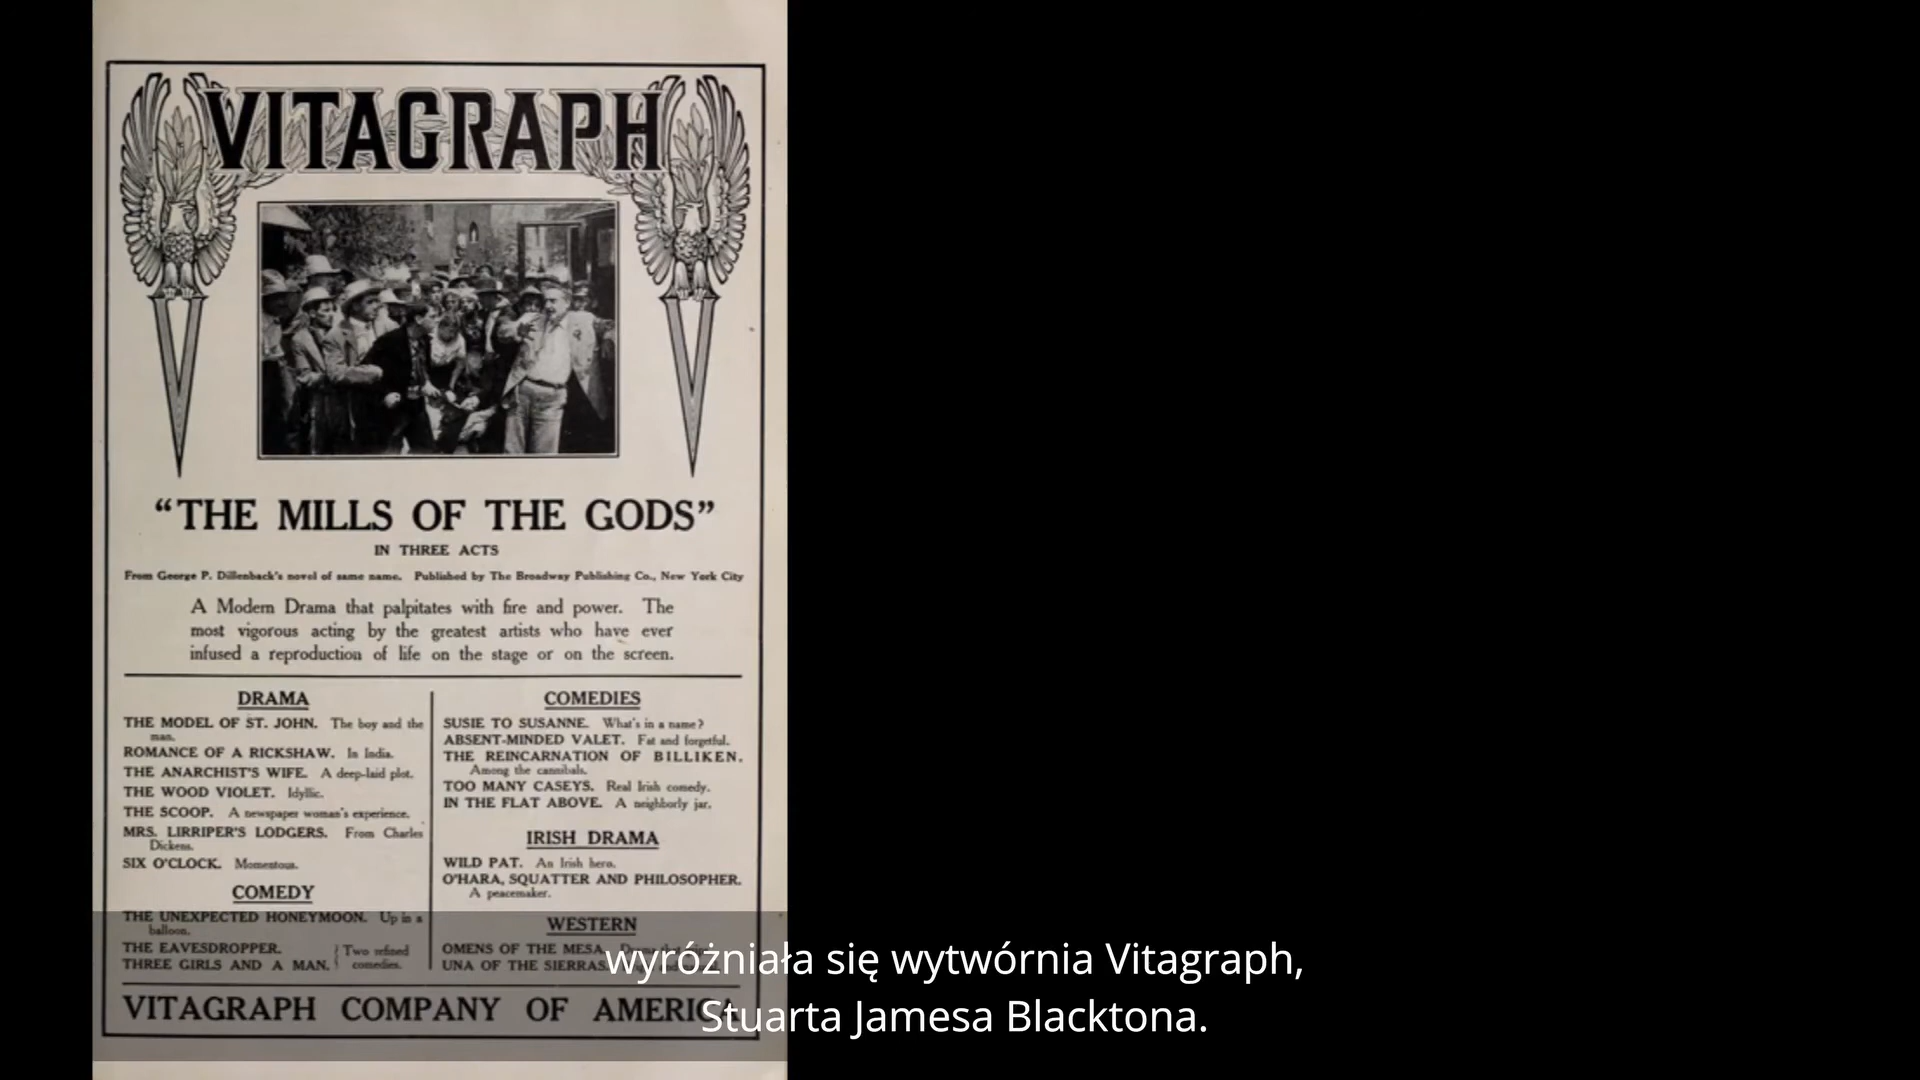 VITAGRAPH
“THE MILLS OF THE GODS”
IN THREE ACTS
From George P. Dillenback's novel of same name. Published by The Broadway Publishing Co., New York City
A Modern Drama that palpitates with fire and power. The
most vigorous acting by the greatest artists who have ever
infused a reproduction of life on the stage or on the screen.
DRAMA
THE MODEL OF ST. JOHN. The boy and the
man.
ROMANCE OF A RICKSHAW. In India.
THE ANARCHIST'S WIFE. A deep-laid plot.
THE WOOD VIOLET. Idyllic.
THE SCOOP. A newspaper woman's experience.
MRS. LIRRIPER'S LODGERS. From Charles
Dickens.
SIX O'CLOCK. Momentous.
COMEDY
THE UNEXPECTED HONEYMOON. Up in a
balloon.
THE EAVESDROPPER. Two refined
THREE GIRLS AND A MAN. comedies.
COMEDIES
SUSIE TO SUSANNE. What's in a name?
ABSENT-MINDED VALET. Fat and forgetful.
THE REINCARNATION OF BILLIKEN.
Among the cannibals.
TOO MANY CASEYS. Real Irish comedy.
IN THE FLAT ABOVE. A neighborly jar.
IRISH DRAMA
WILD PAT. An Irish hero.
O'HARA, SQUATTER AND PHILOSOPHER.
A peacemaker.
WESTERN
OMENS OF THE MESA.
UNA OF THE SIERRAS.
VITAGRAPH COMPANY OF AMERICA
wyróżniała się wytwórnia Vitagraph,
Stuarta Jamesa Blacktona.